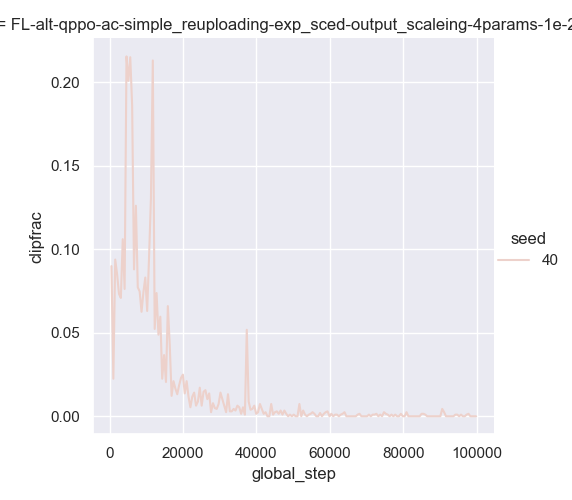 = FL-alt-qppo-ac-simple_reuploading-exp_sced-output_scaleing-4params-1e-2
0.20
0.15
0.10
0.05
0.00
clipfrac
0 20000 40000 60000 80000 100000
global_step
seed
40